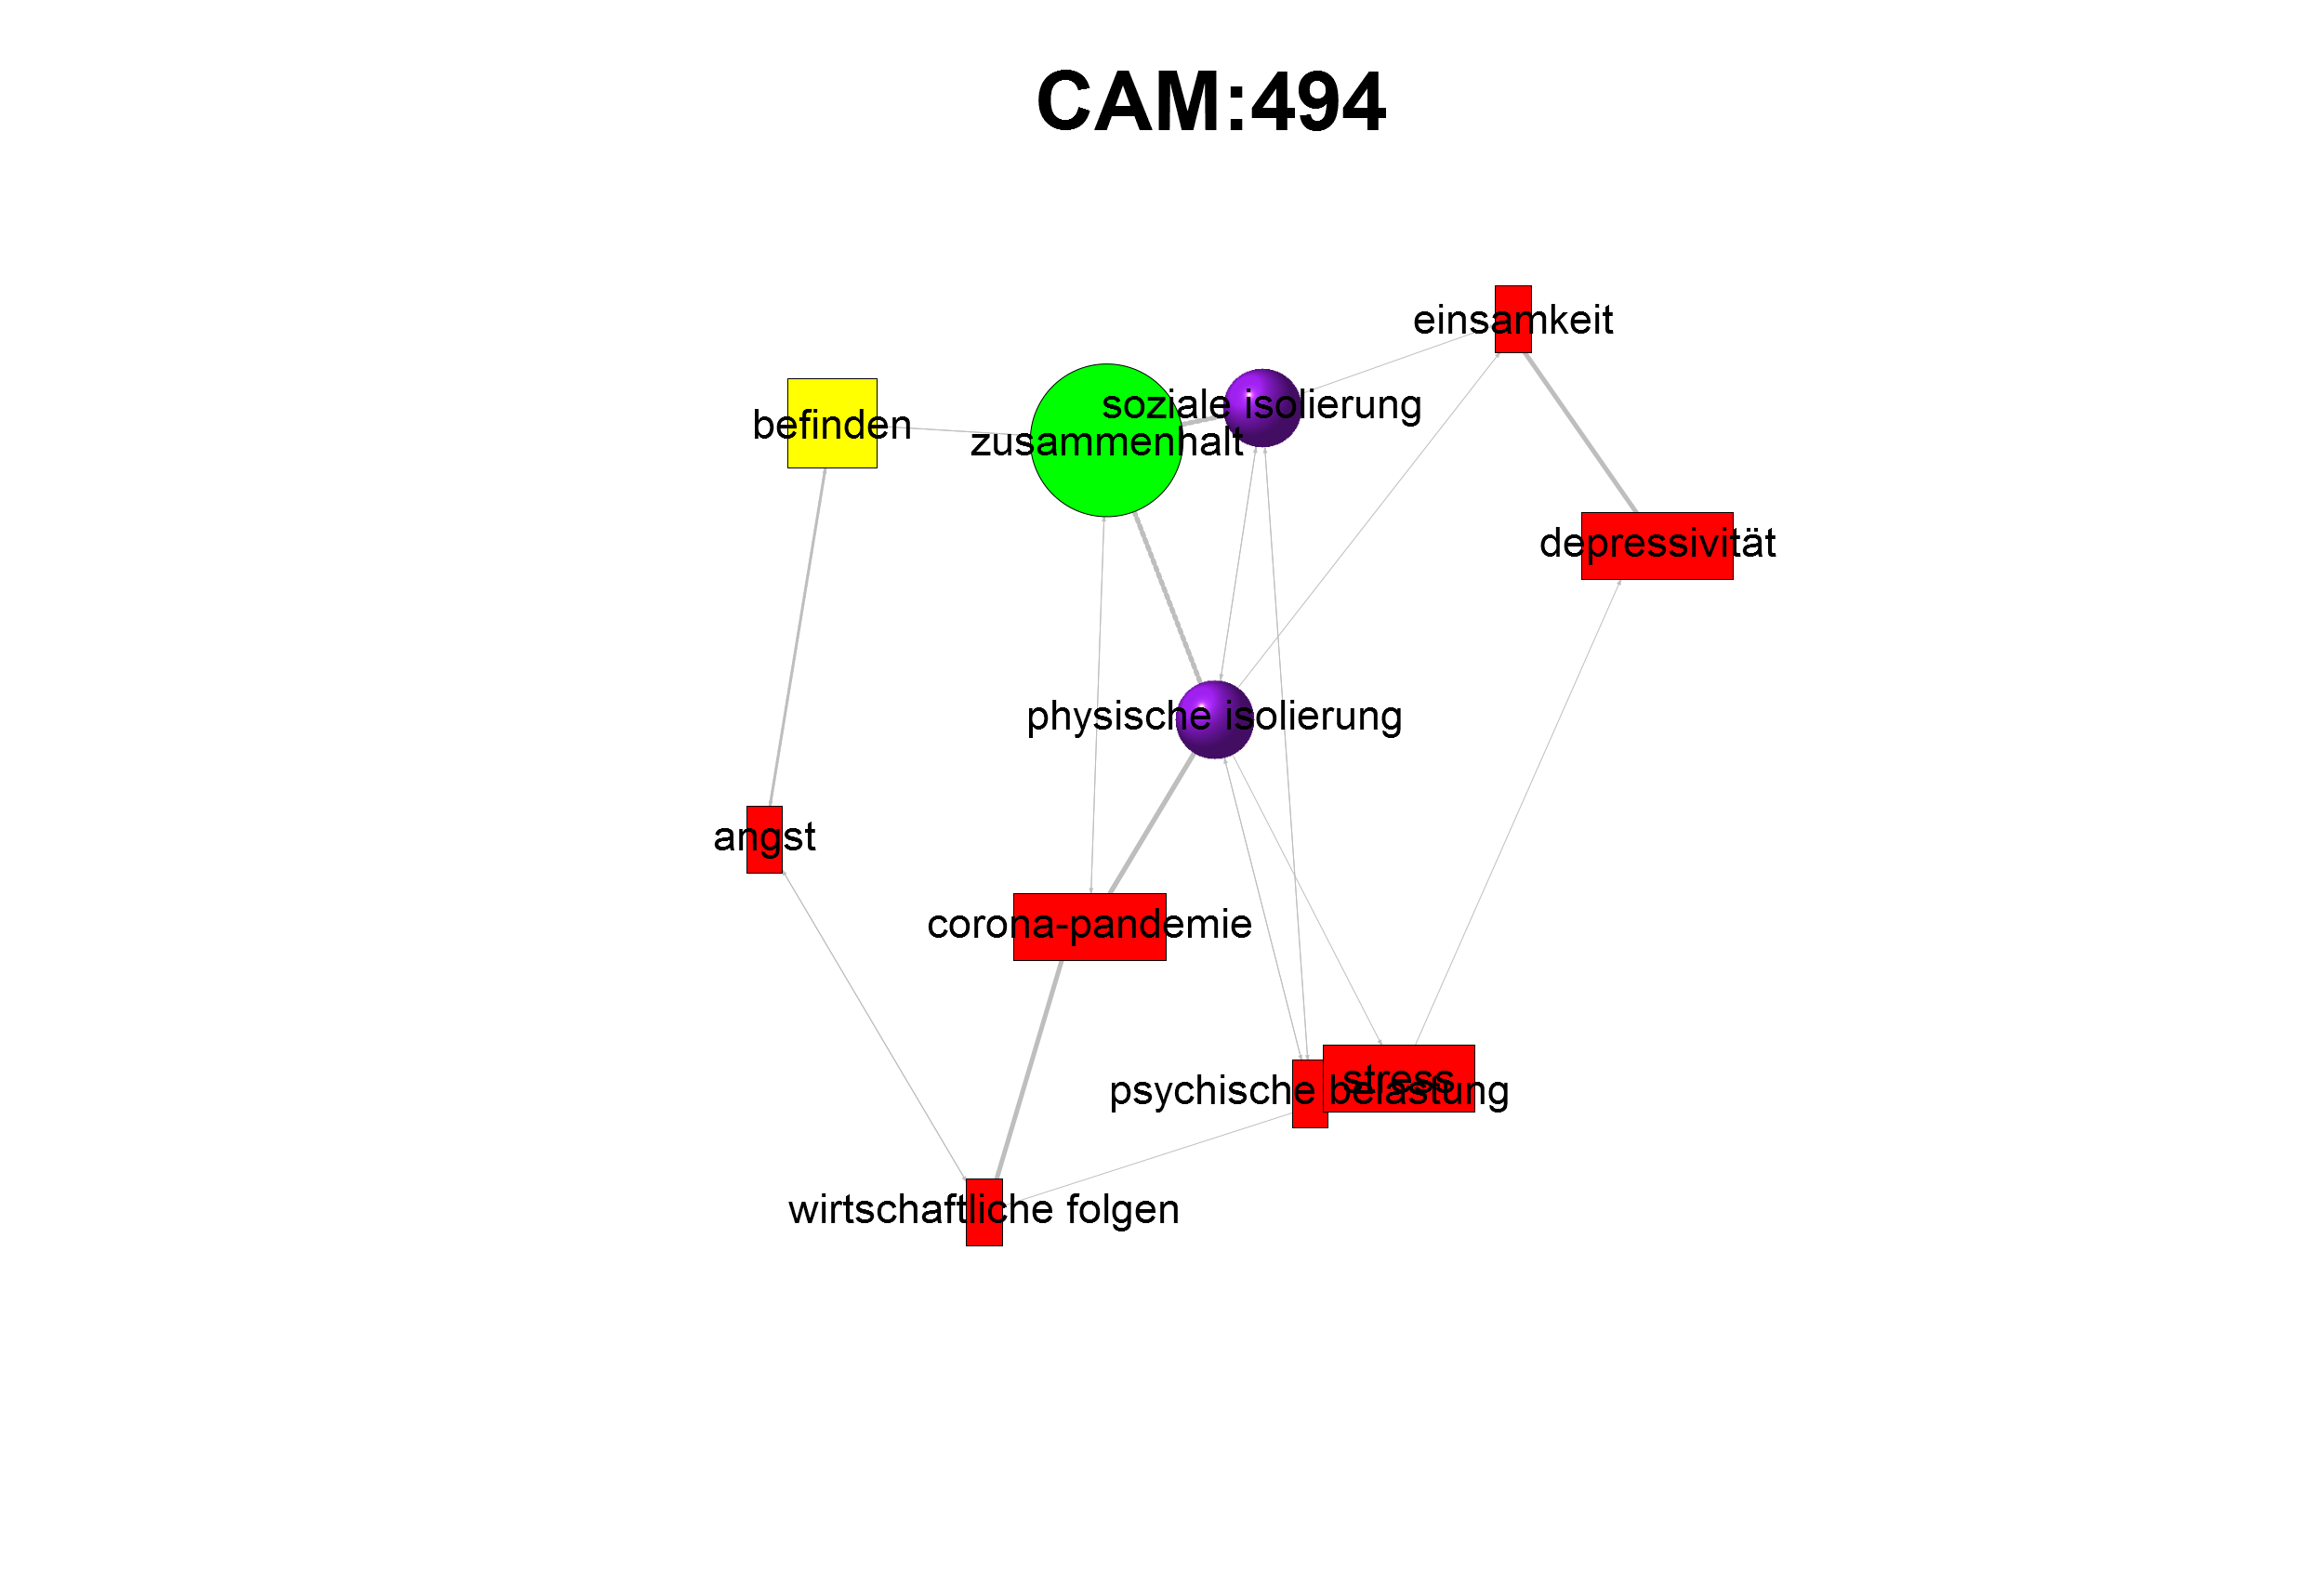 CAM:494
einsamkeit
soziale isolierung
befinden
zusammenhalt
depressivität
physische isolierung
angst
corona-pandemie
stress
psychische belastung
wirtschaftliche folgen